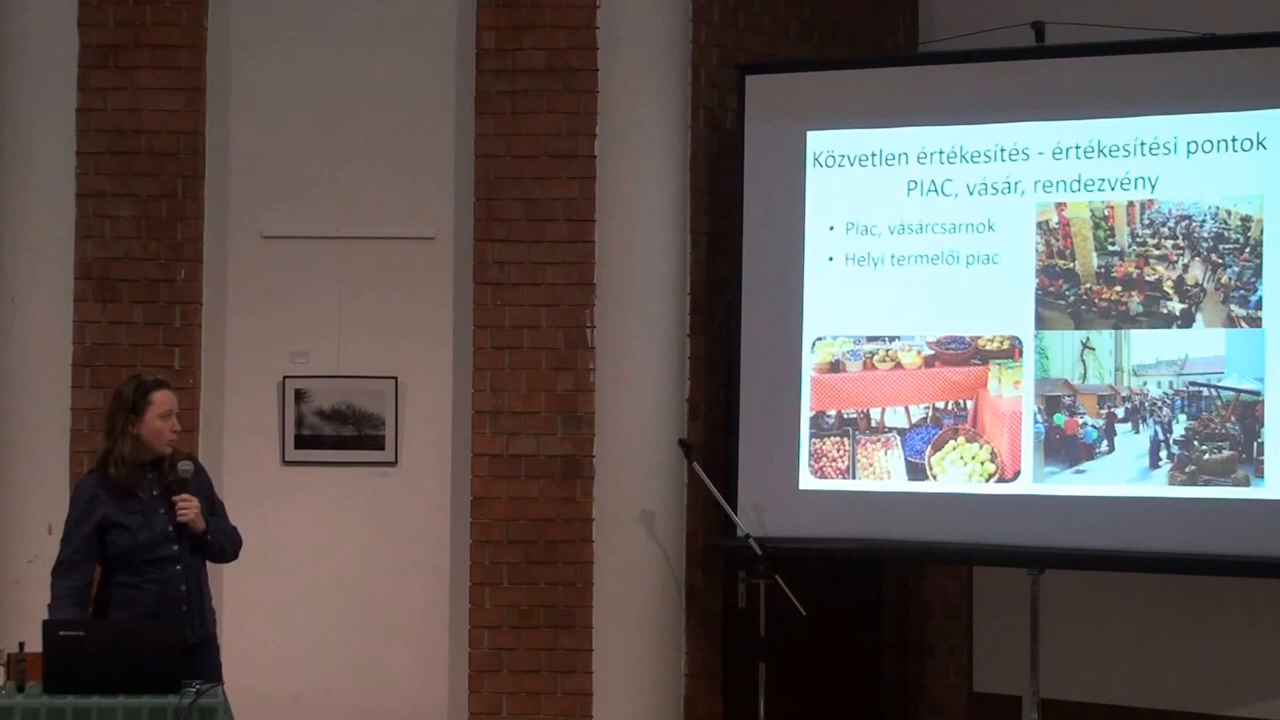 Közvetlen értékesítés - értékesítési pontok
PIAC, vásár, rendezvény
• Piac, vásárcsarnok
• Helyi termelői piac